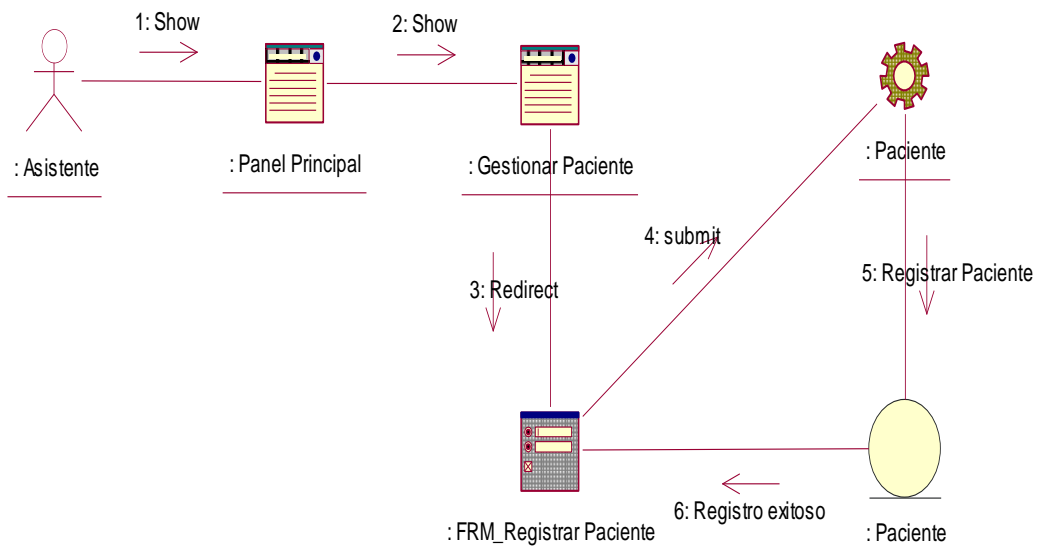 1: Show
2: Show
: Asistente
: Panel Principal
: Gestionar Paciente
: Paciente
3: Redirect
4: submit
5: Registrar Paciente
6: Registro exitoso
: FRM_Registrar Paciente
: Paciente